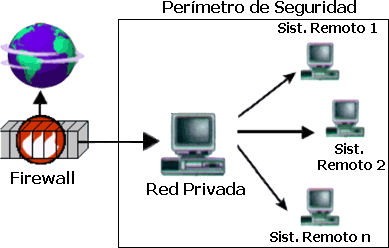 Perímetro de Seguridad
Sist. Remoto 1
Sist.
Remoto 2
Firewall
Red Privada
Sist. Remoto n